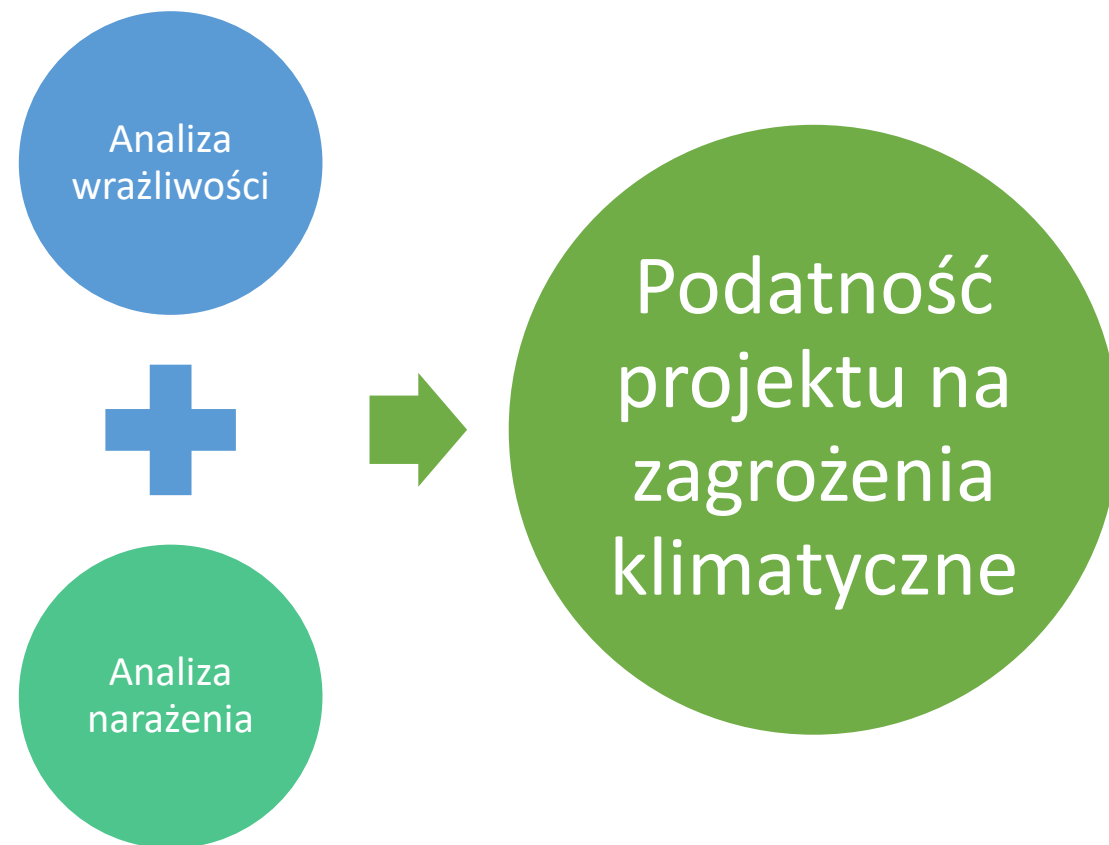 Analiza
wrażliwości
Analiza
narażenia
Podatność
projektu na
zagrożenia
klimatyczne